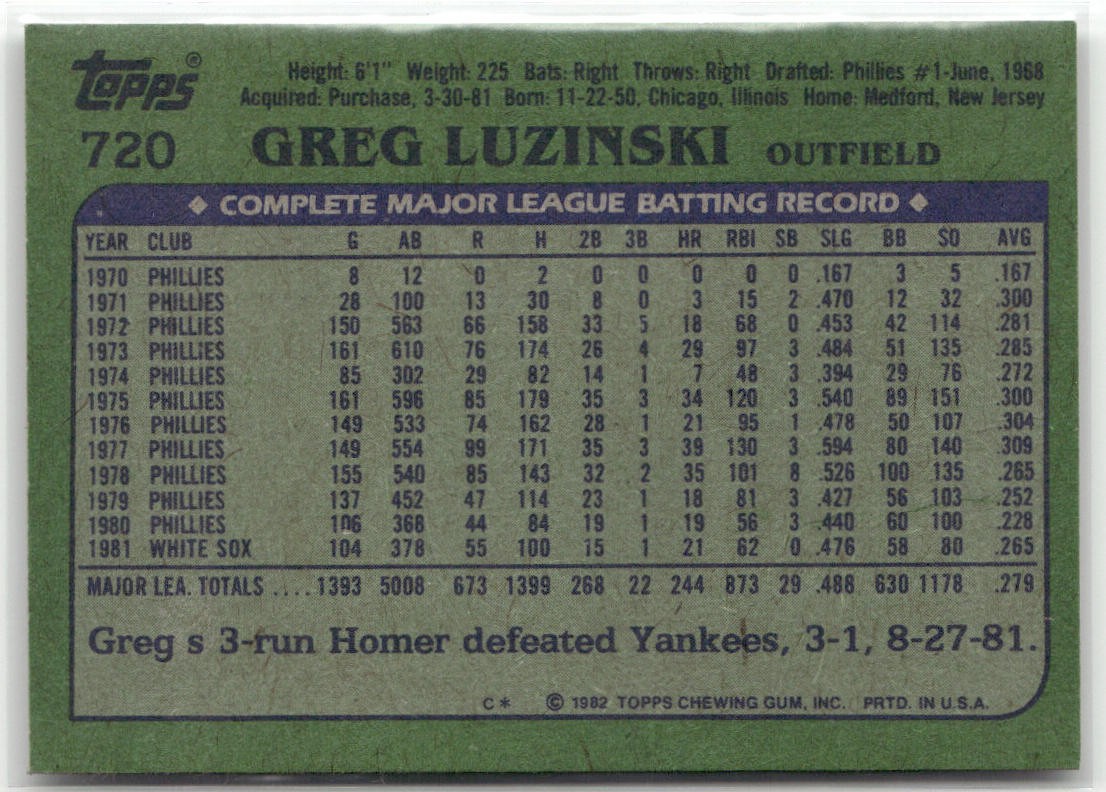 Topps®
Height: 6'1" Weight: 225 Bats: Right Throws: Right Drafted: Phillies #1-June, 1968
Acquired: Purchase, 3-30-81 Born: 11-22-50, Chicago, Illinois Home: Medford, New Jersey
720 GREG LUZINSKI OUTFIELD
COMPLETE MAJOR LEAGUE BATTING RECORD
YEAR CLUB G AB R H 2B 3B HR RBI SB SLG BB SO AVG
1970 PHILLIES 8 12 0 2 0 0 0 0 0 .167 3 5 .167
1971 PHILLIES 28 100 13 30 8 0 3 15 2 .470 12 32 .300
1972 PHILLIES 150 563 66 158 33 5 18 68 0 .453 42 114 .281
1973 PHILLIES 161 610 76 174 26 4 29 97 3 .484 51 135 .285
1974 PHILLIES 85 302 29 82 14 1 7 48 3 .394 29 76 .272
1975 PHILLIES 161 596 85 179 35 3 34 120 3 .540 89 151 .300
1976 PHILLIES 149 533 74 162 28 1 21 95 1 .478 50 107 .304
1977 PHILLIES 149 554 99 171 35 3 39 130 3 .594 80 140 .309
1978 PHILLIES 155 540 85 143 32 2 35 101 8 .526 100 135 .265
1979 PHILLIES 137 452 47 114 23 1 18 81 3 .427 56 103 .252
1980 PHILLIES 106 368 44 84 19 1 19 56 3 .440 60 100 .228
1981 WHITE SOX 104 378 55 100 15 1 21 62 0 .476 58 80 .265
MAJOR LEA. TOTALS .... 1393 5008 673 1399 268 22 244 873 29 .488 630 1178 .279
Greg s 3-run Homer defeated Yankees, 3-1, 8-27-81.
C* © 1982 TOPPS CHEWING GUM, INC. PRTD. IN U.S.A.